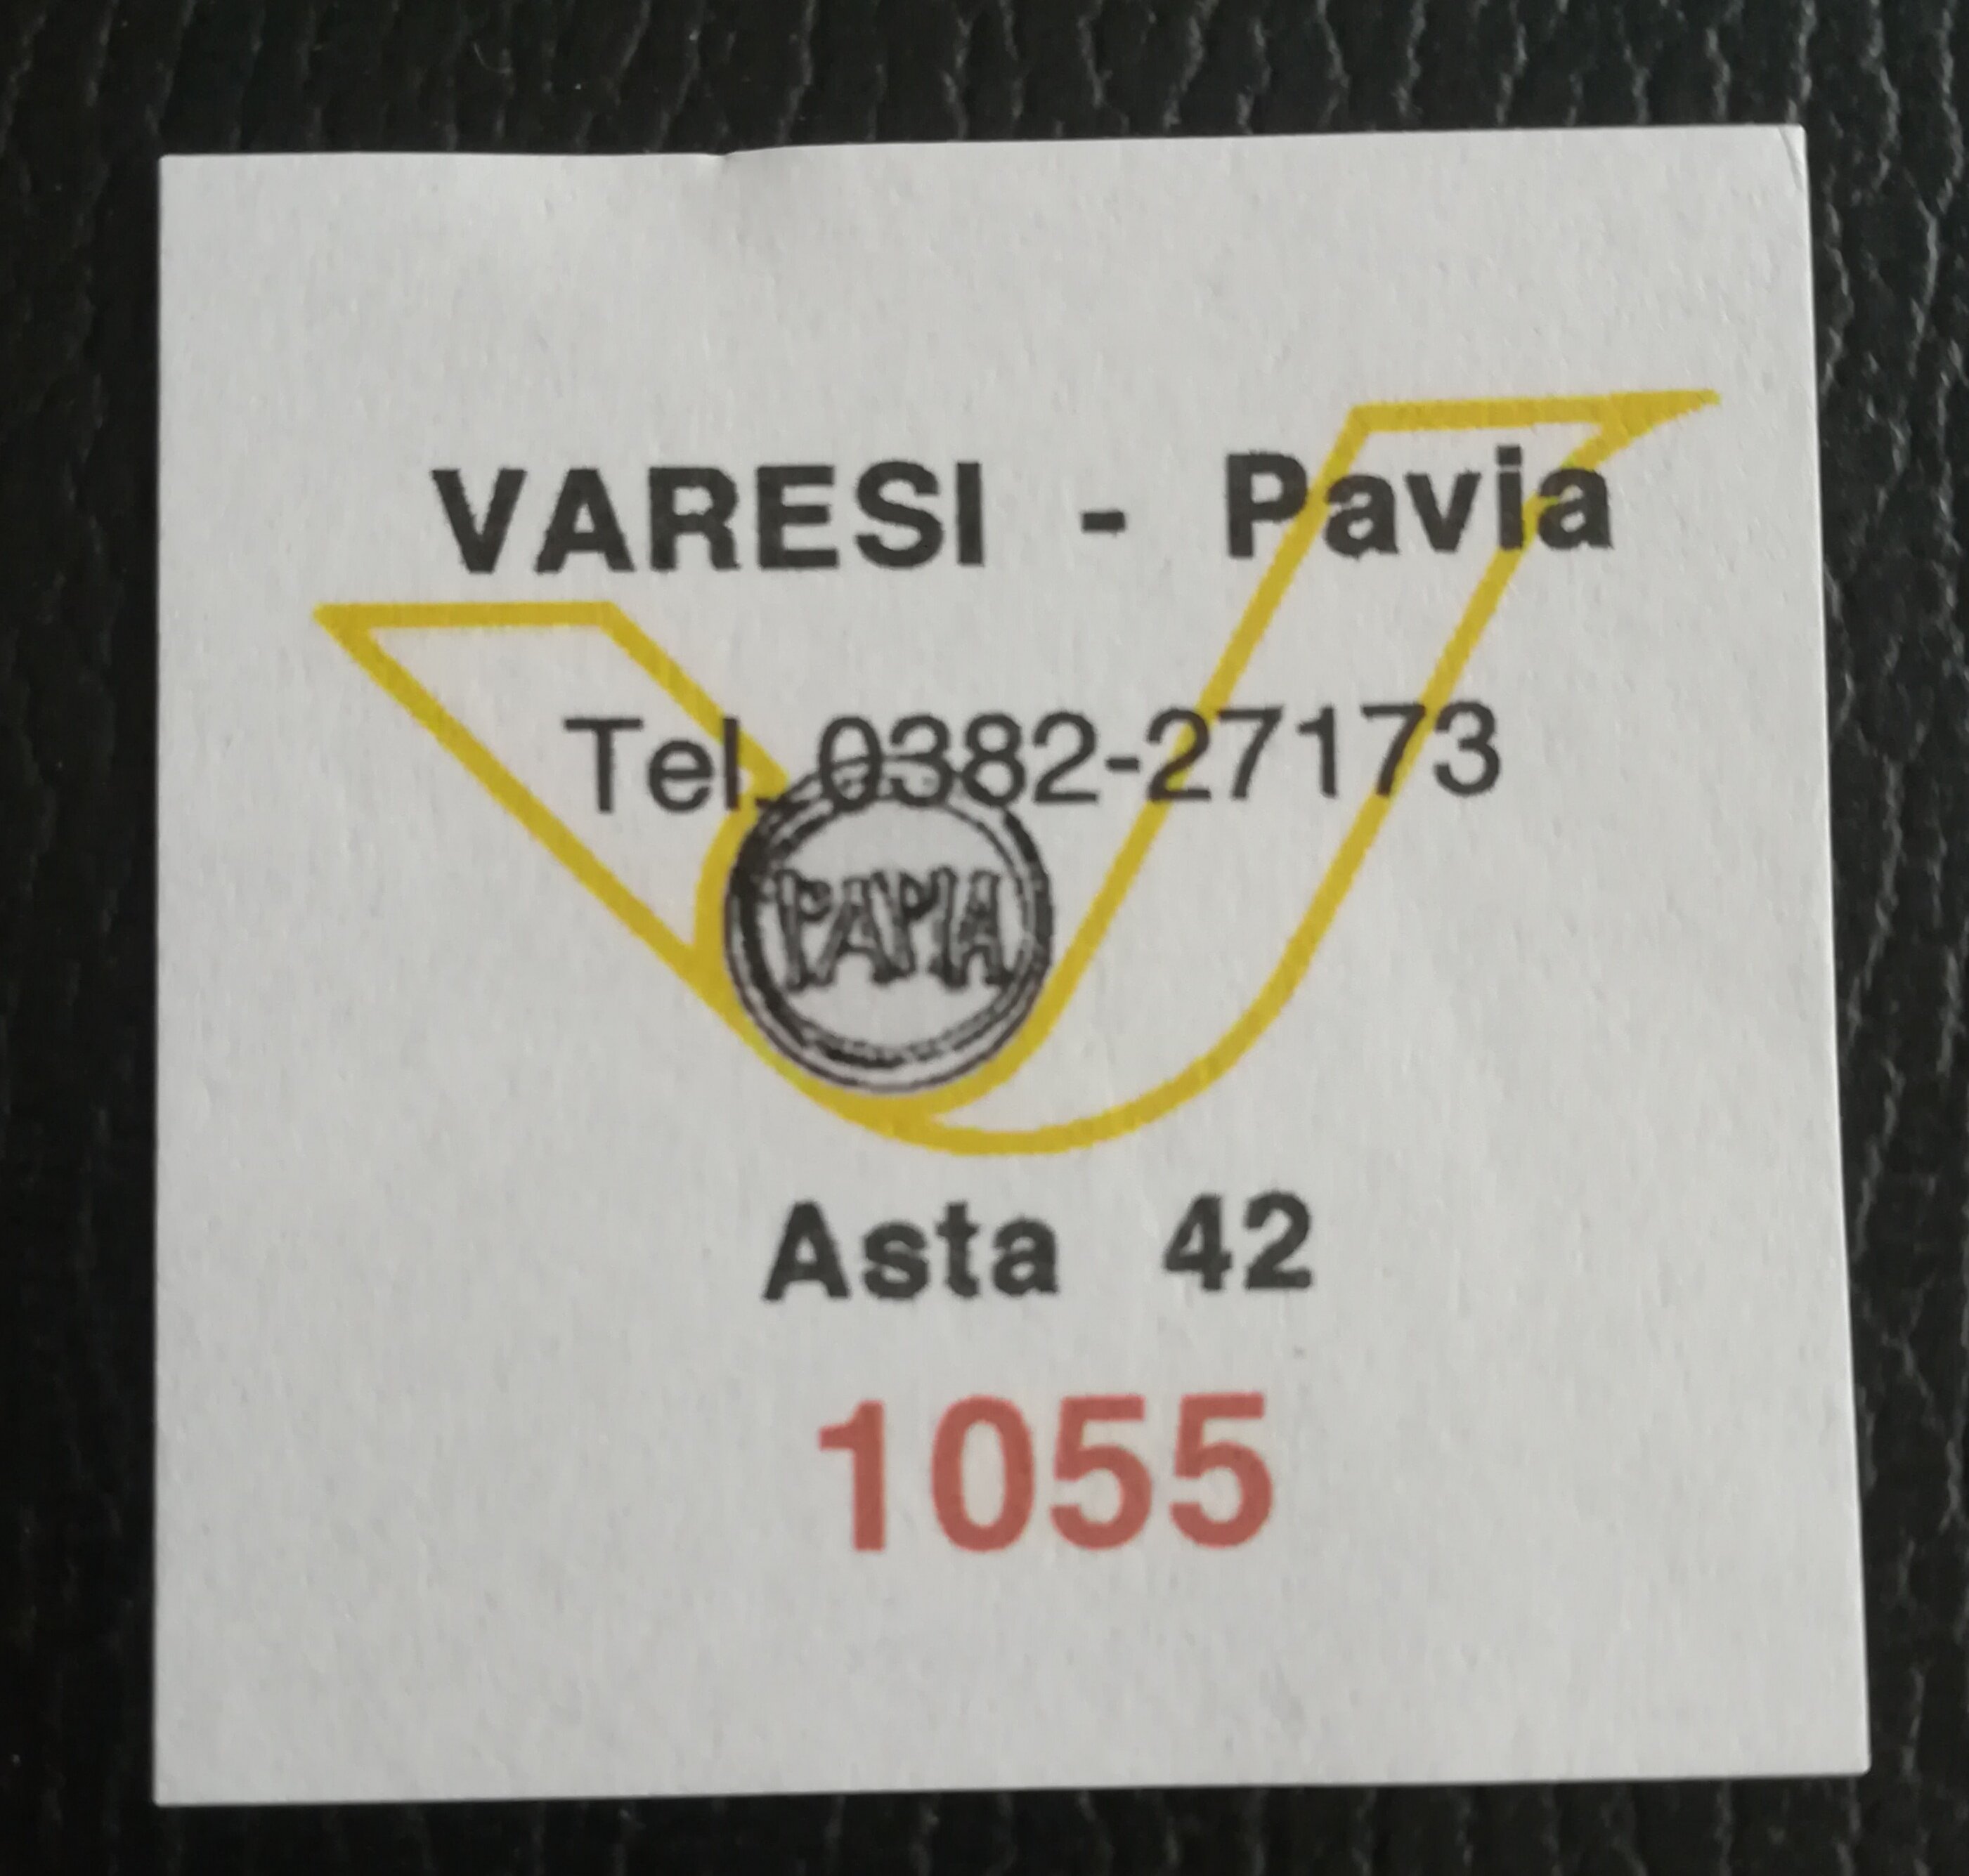 VARESI - Pavia
Tel. 0382-27173
PAPIA
Asta 42
1055